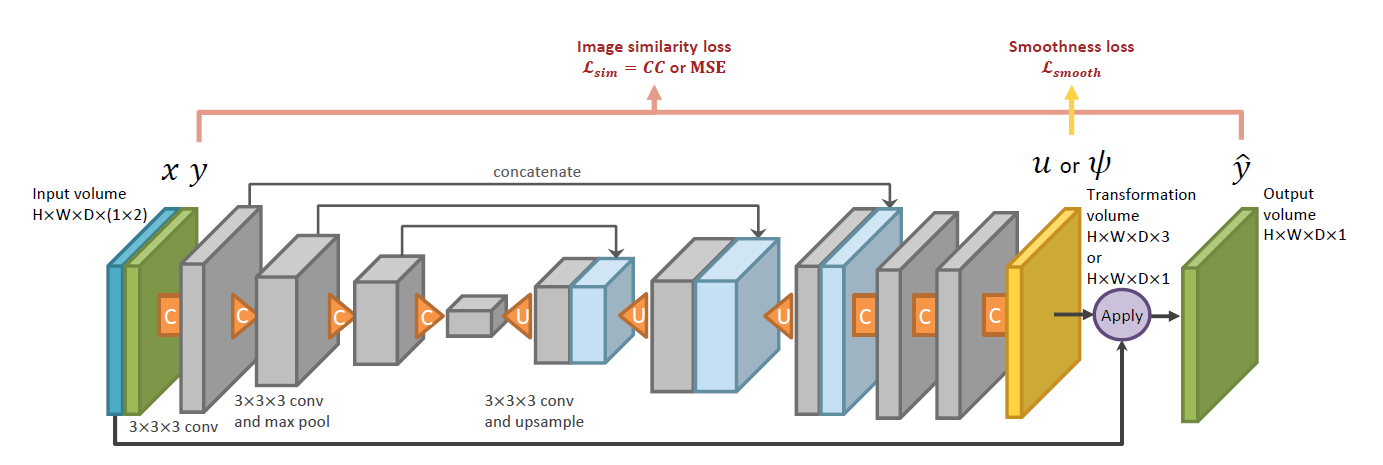 Image similarity loss
ℒ_sim = CC or MSE
Smoothness loss
ℒ_smooth
x y
concatenate
u or ψ
ŷ
Input volume
H×W×D×(1×2)
Transformation
volume
H×W×D×3
or
H×W×D×1
Output
volume
H×W×D×1
C
C
C
C
U
U
U
C
C
C
Apply
3×3×3 conv
3×3×3 conv
and max pool
3×3×3 conv
and upsample